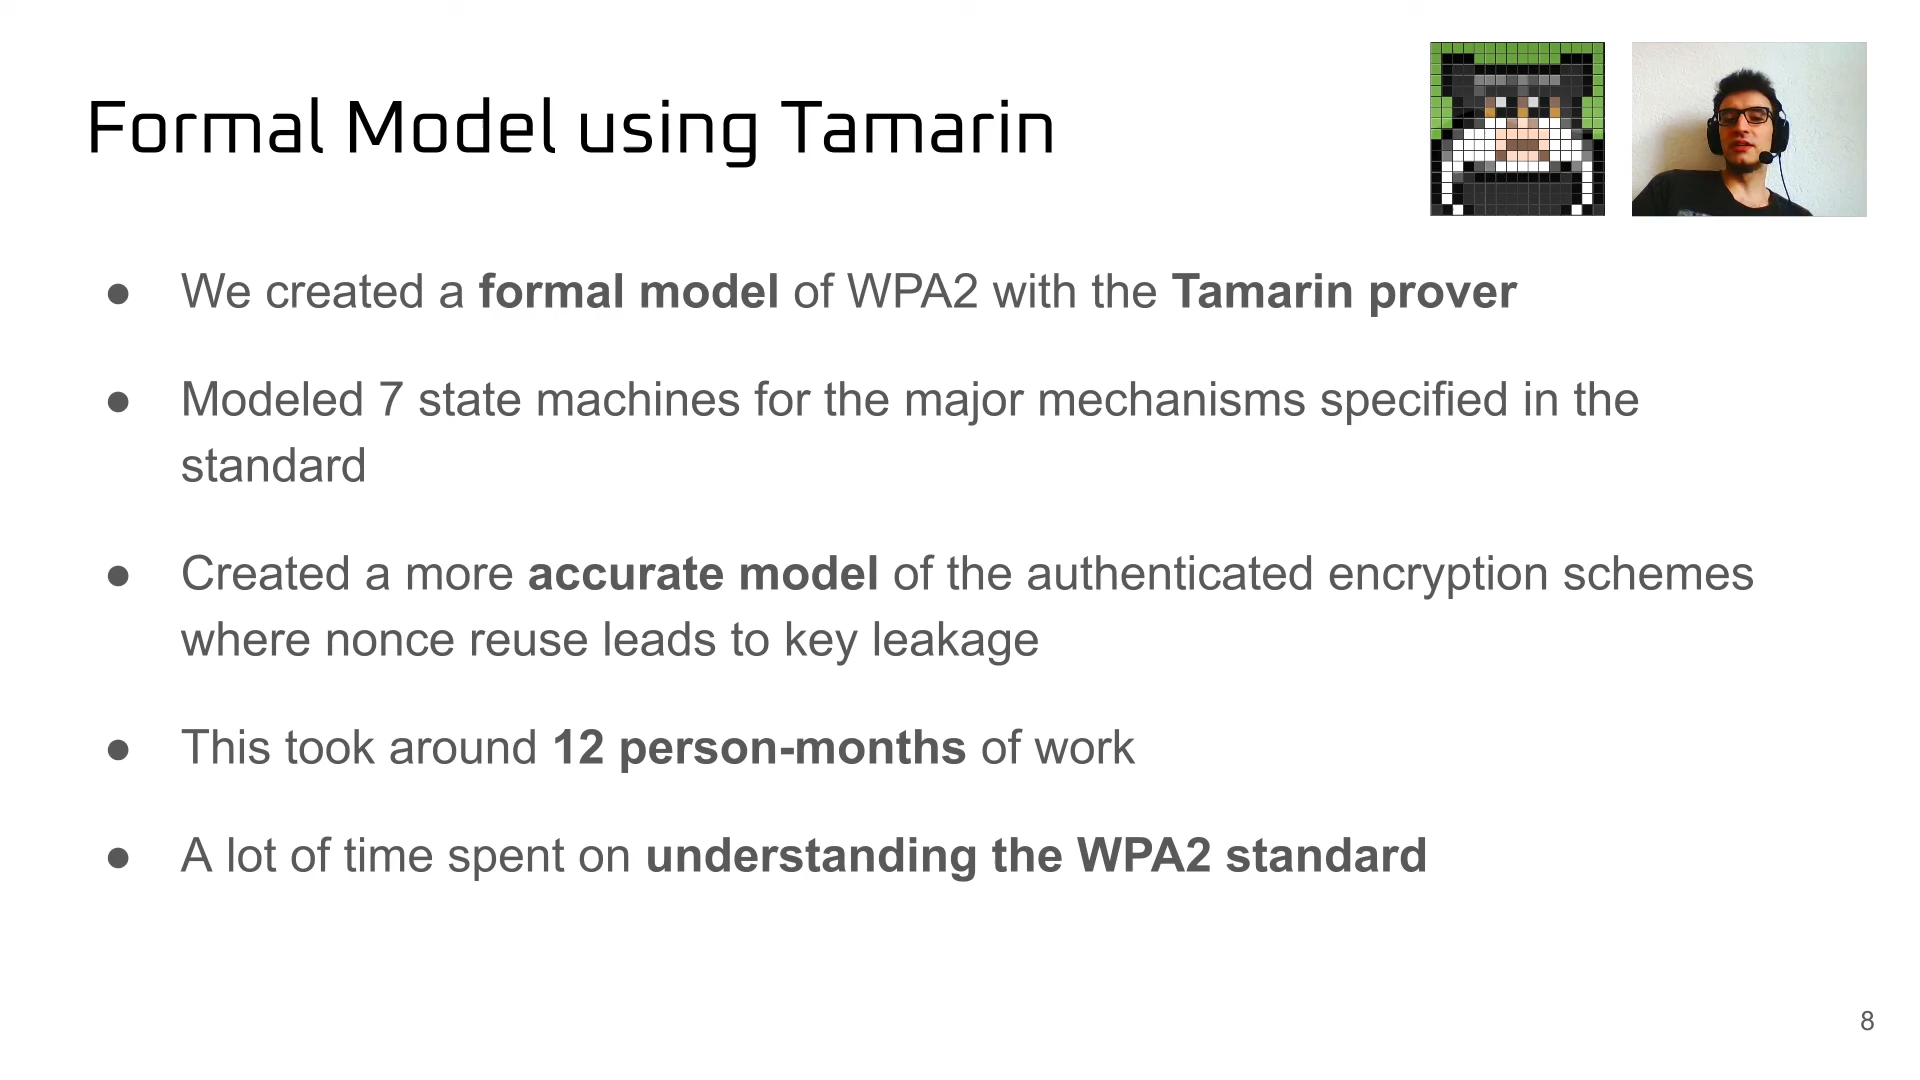 Formal Model using Tamarin
● We created a formal model of WPA2 with the Tamarin prover
● Modeled 7 state machines for the major mechanisms specified in the
standard
● Created a more accurate model of the authenticated encryption schemes
where nonce reuse leads to key leakage
● This took around 12 person-months of work
● A lot of time spent on understanding the WPA2 standard
8